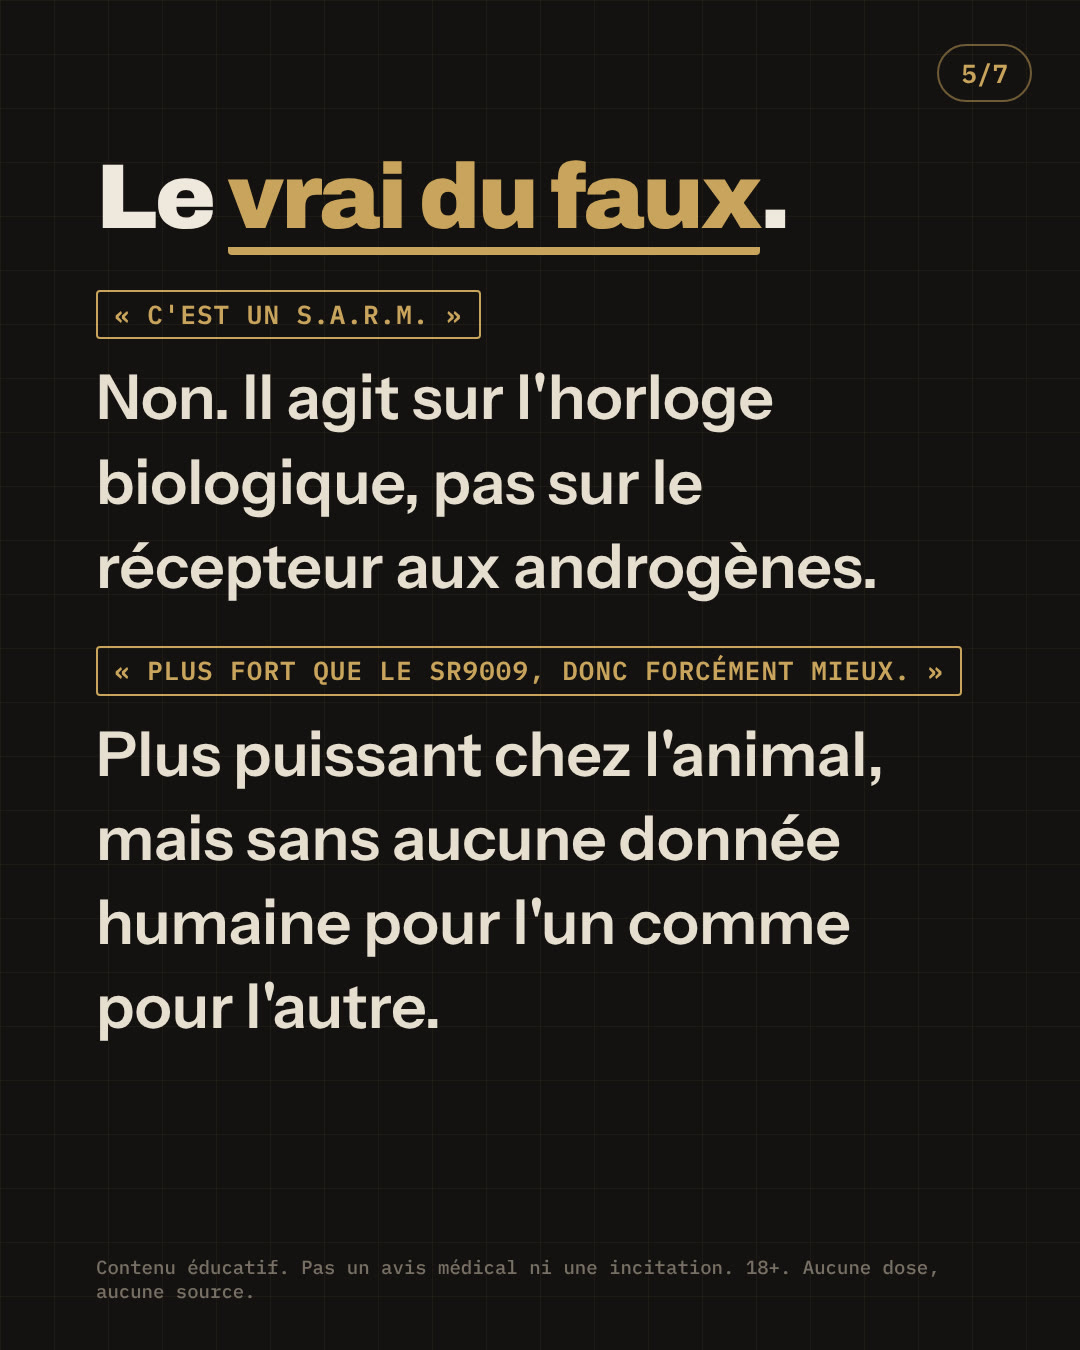 5/7
Le vrai du faux.
« C'EST UN S.A.R.M. »
Non. Il agit sur l'horloge
biologique, pas sur le
récepteur aux androgènes.
« PLUS FORT QUE LE SR9009, DONC FORCÉMENT MIEUX. »
Plus puissant chez l'animal,
mais sans aucune donnée
humaine pour l'un comme
pour l'autre.
Contenu éducatif. Pas un avis médical ni une incitation. 18+. Aucune dose,
aucune source.